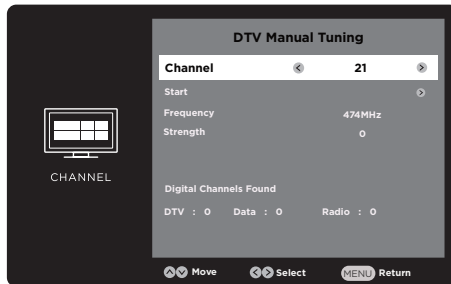 DTV Manual Tuning
Channel 21
Start
Frequency 474MHz
Strength 0
CHANNEL
Digital Channels Found
DTV : 0 Data : 0 Radio : 0
Move Select MENU Return